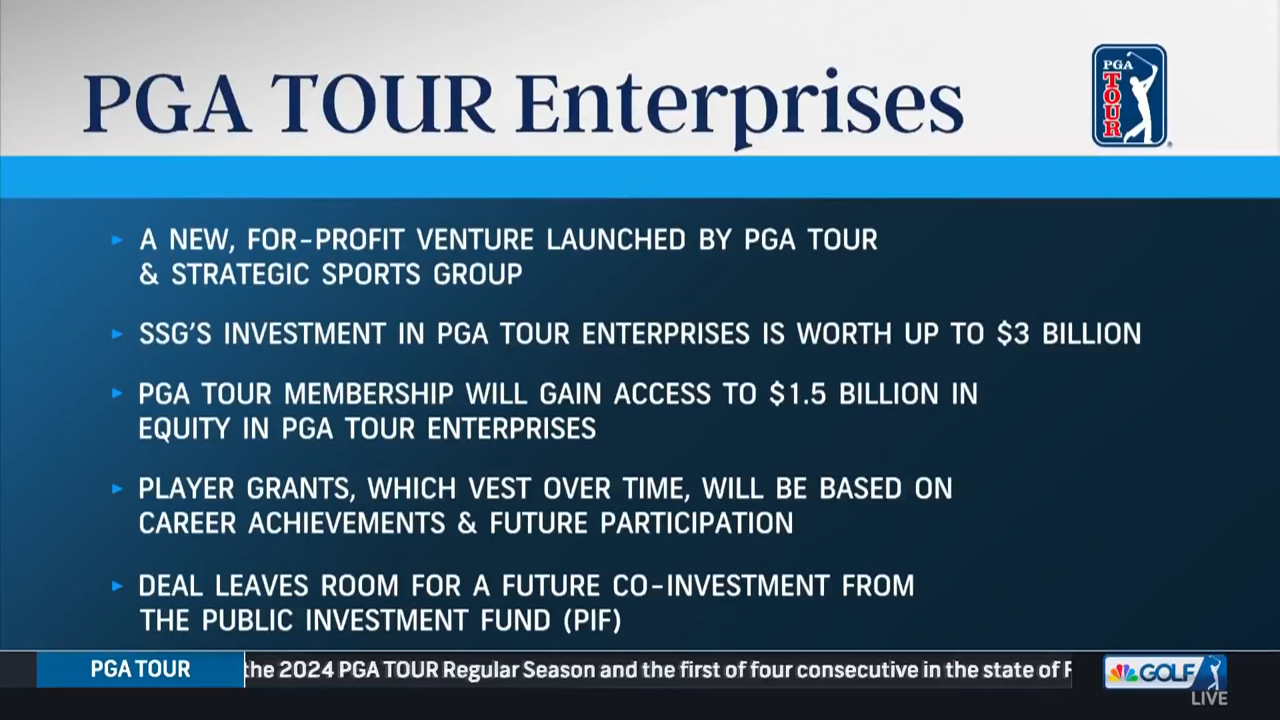 PGA TOUR Enterprises
PGA
TOUR
A NEW, FOR-PROFIT VENTURE LAUNCHED BY PGA TOUR
& STRATEGIC SPORTS GROUP
SSG'S INVESTMENT IN PGA TOUR ENTERPRISES IS WORTH UP TO $3 BILLION
PGA TOUR MEMBERSHIP WILL GAIN ACCESS TO $1.5 BILLION IN
EQUITY IN PGA TOUR ENTERPRISES
PLAYER GRANTS, WHICH VEST OVER TIME, WILL BE BASED ON
CAREER ACHIEVEMENTS & FUTURE PARTICIPATION
DEAL LEAVES ROOM FOR A FUTURE CO-INVESTMENT FROM
THE PUBLIC INVESTMENT FUND (PIF)
PGA TOUR the 2024 PGA TOUR Regular Season and the first of four consecutive in the state of
GOLF
LIVE